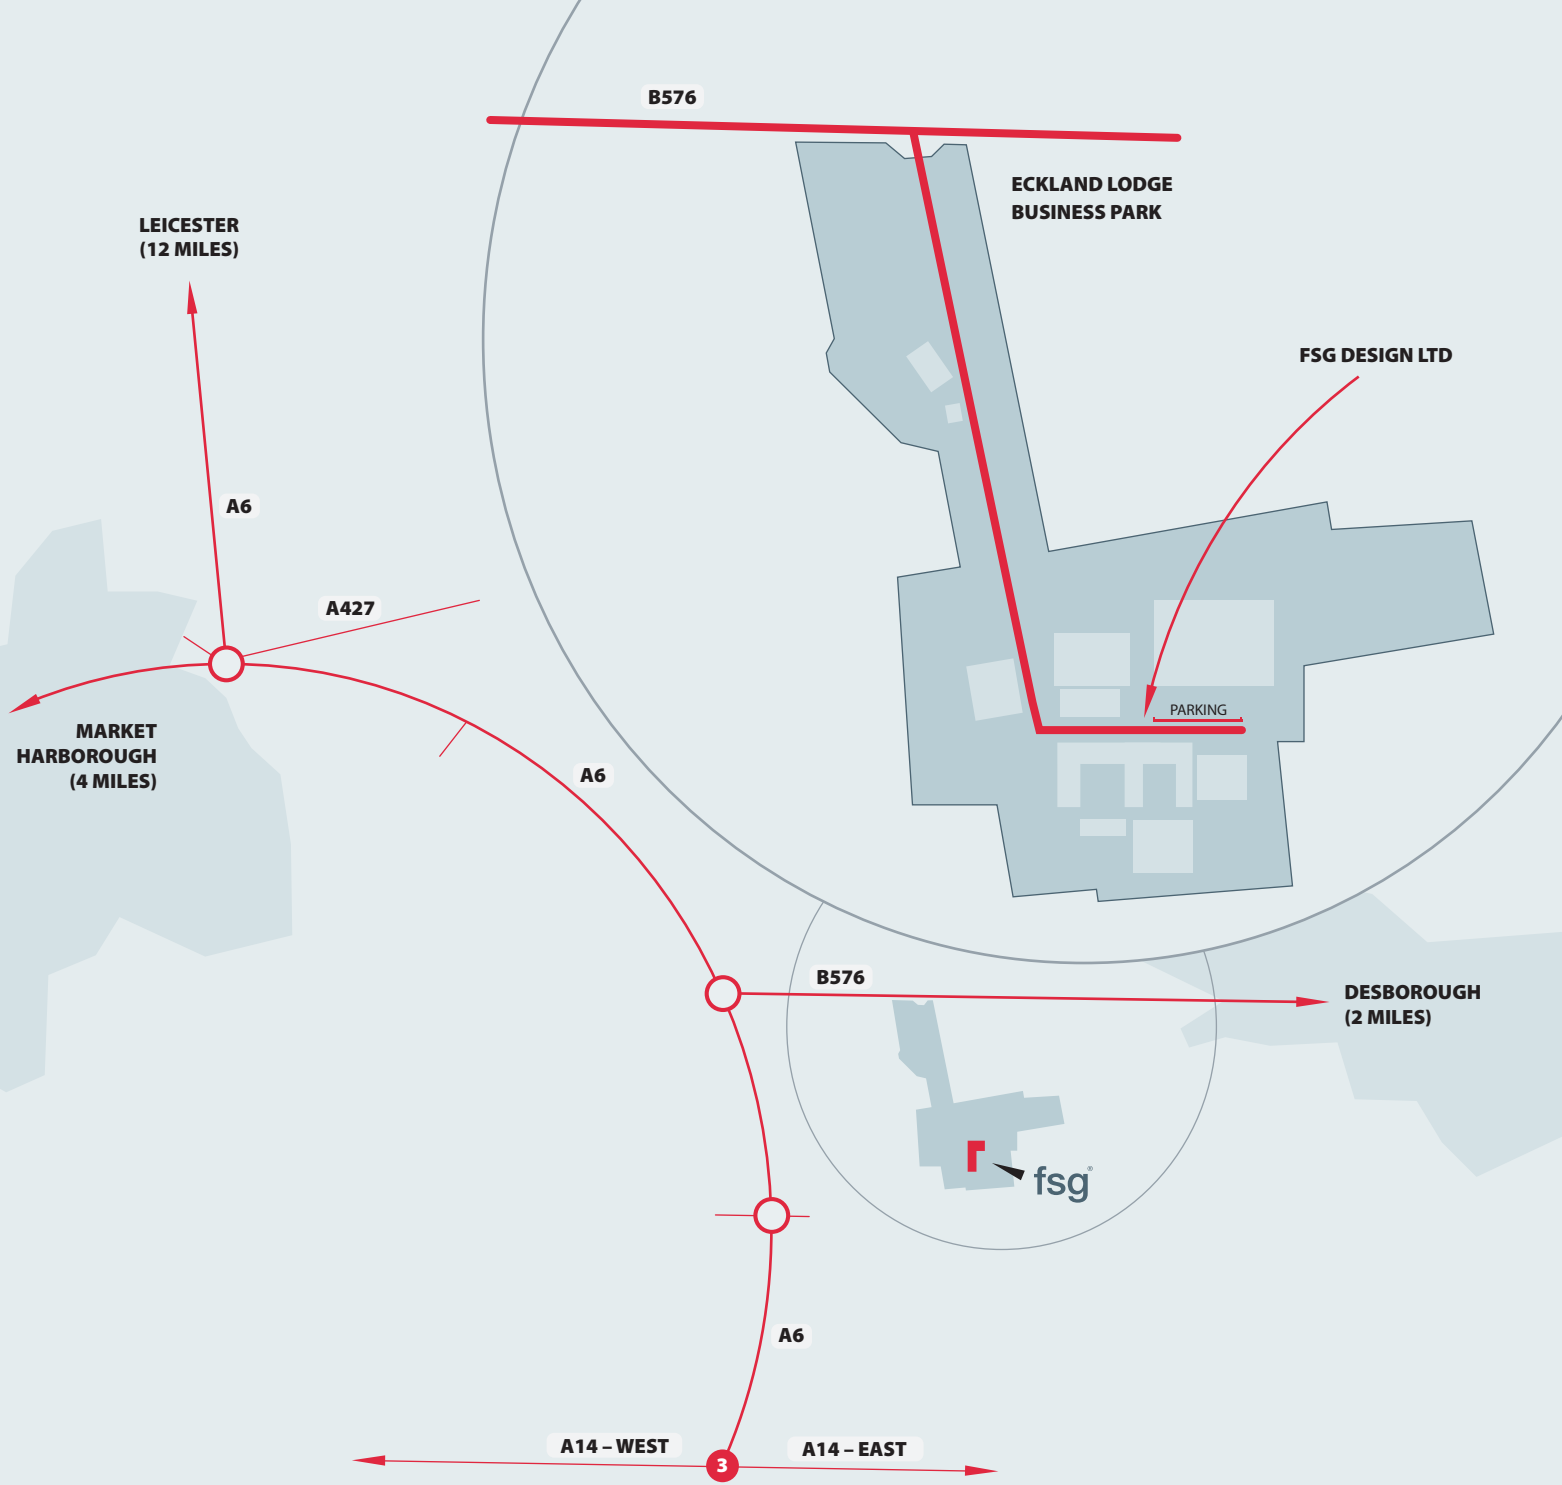 B576
ECKLAND LODGE
BUSINESS PARK
LEICESTER
(12 MILES)
FSG DESIGN LTD
A6
A427
PARKING
MARKET
HARBOROUGH
(4 MILES)
A6
B576
DESBOROUGH
(2 MILES)
fsg®
A6
A14 – WEST
A14 – EAST
3